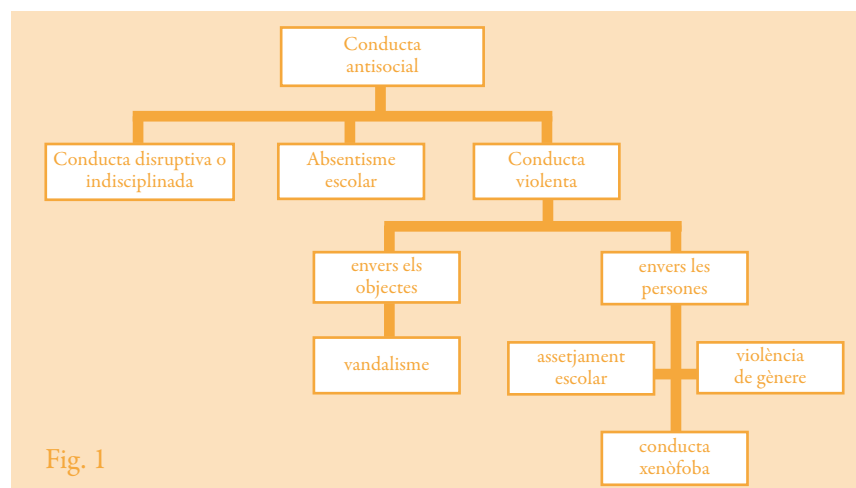 Conducta
antisocial
Conducta disruptiva o
indisciplinada
Absentisme
escolar
Conducta
violenta
envers els
objectes
envers les
persones
vandalisme
assetjament
escolar
violència
de gènere
conducta
xenòfoba
Fig. 1